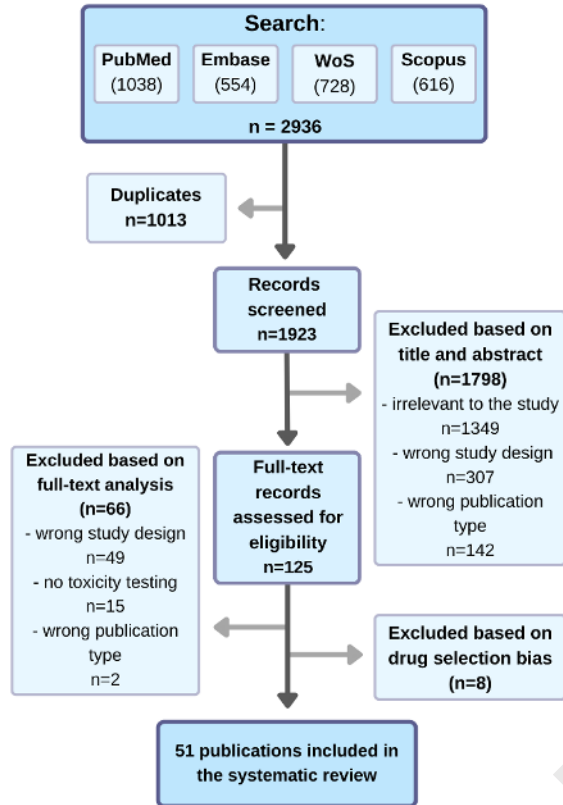 Search:
PubMed
(1038)
Embase
(554)
WoS
(728)
Scopus
(616)
n = 2936
Duplicates
n=1013
Records
screened
n=1923
Excluded based on
title and abstract
(n=1798)
- irrelevant to the study
n=1349
- wrong study design
n=307
- wrong publication
type
n=142
Full-text
records
assessed for
eligibility
n=125
Excluded based on
full-text analysis
(n=66)
- wrong study design
n=49
- no toxicity testing
n=15
- wrong publication
type
n=2
Excluded based on
drug selection bias
(n=8)
51 publications included in
the systematic review